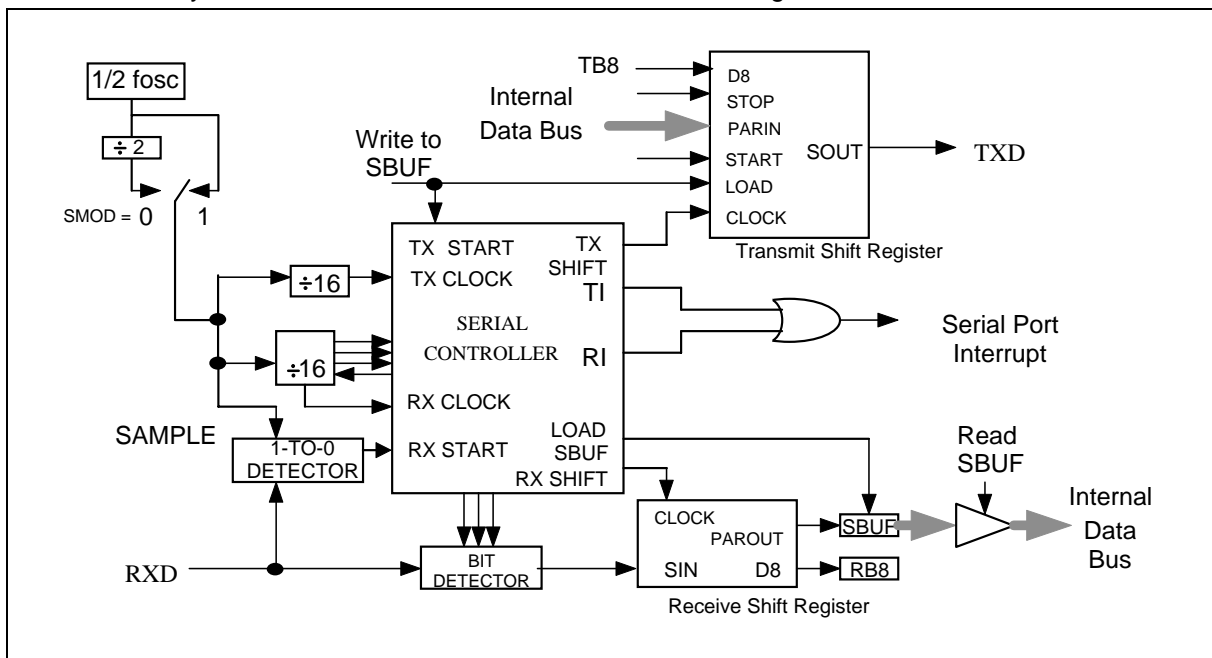 1/2 fosc
÷ 2
SMOD = 0 1
Write to
SBUF
TB8
Internal
Data Bus
D8
STOP
PARIN
START
LOAD
CLOCK
SOUT
TXD
Transmit Shift Register
÷16
÷16
TX START
TX CLOCK
SERIAL
CONTROLLER
RX CLOCK
RX START
TX
SHIFT
TI
RI
LOAD
SBUF
RX SHIFT
Serial Port
Interrupt
SAMPLE
1-TO-0
DETECTOR
RXD
BIT
DETECTOR
CLOCK
PAROUT
SIN D8
Receive Shift Register
SBUF
RB8
Read
SBUF
Internal
Data
Bus